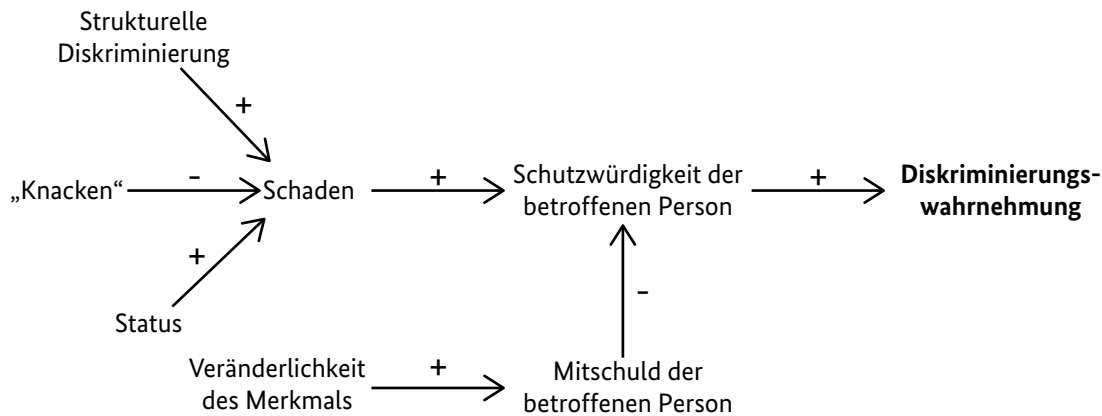 Strukturelle
Diskriminierung
+
„Knacken“
–
Schaden
+
Schutzwürdigkeit der
betroffenen Person
+
Diskriminierungs-
wahrnehmung
+
Status
–
Veränderlichkeit
des Merkmals
+
Mitschuld der
betroffenen Person